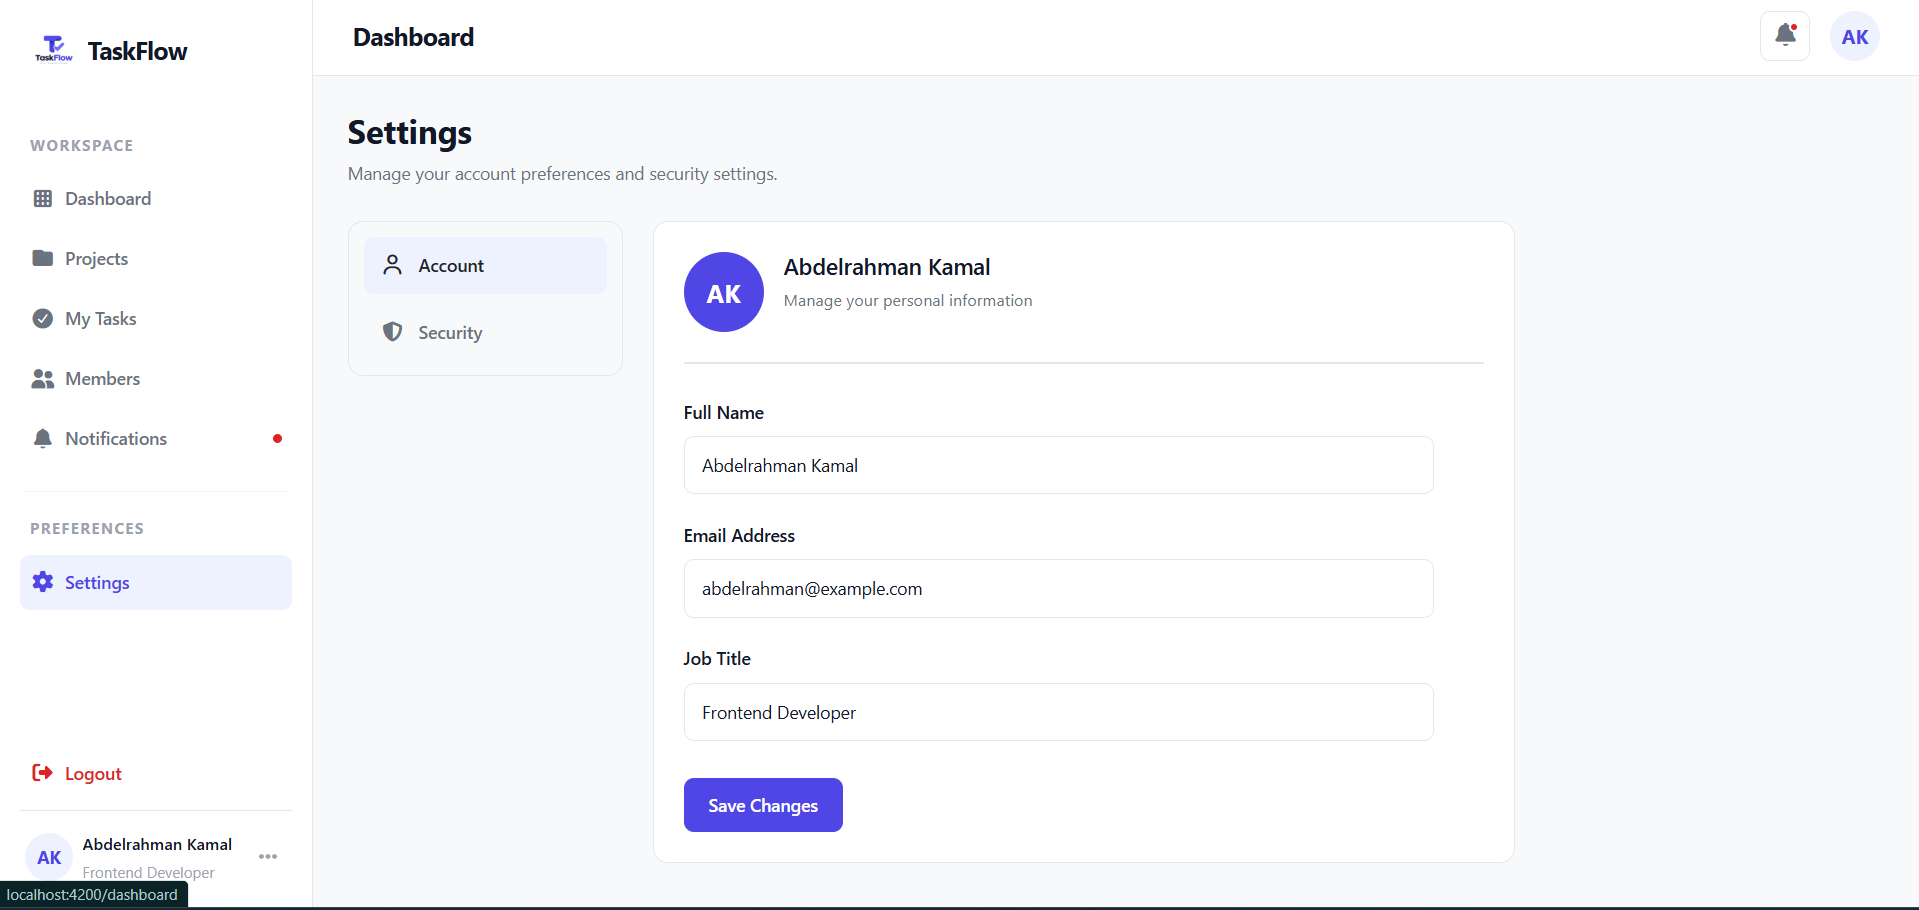 TaskFlow
TaskFlow
WORKSPACE
Dashboard
Projects
My Tasks
Members
Notifications
PREFERENCES
Settings
Logout
AK
Abdelrahman Kamal
Frontend Developer
localhost:4200/dashboard
Dashboard
AK
Settings
Manage your account preferences and security settings.
Account
Security
AK
Abdelrahman Kamal
Manage your personal information
Full Name
Abdelrahman Kamal
Email Address
abdelrahman@example.com
Job Title
Frontend Developer
Save Changes